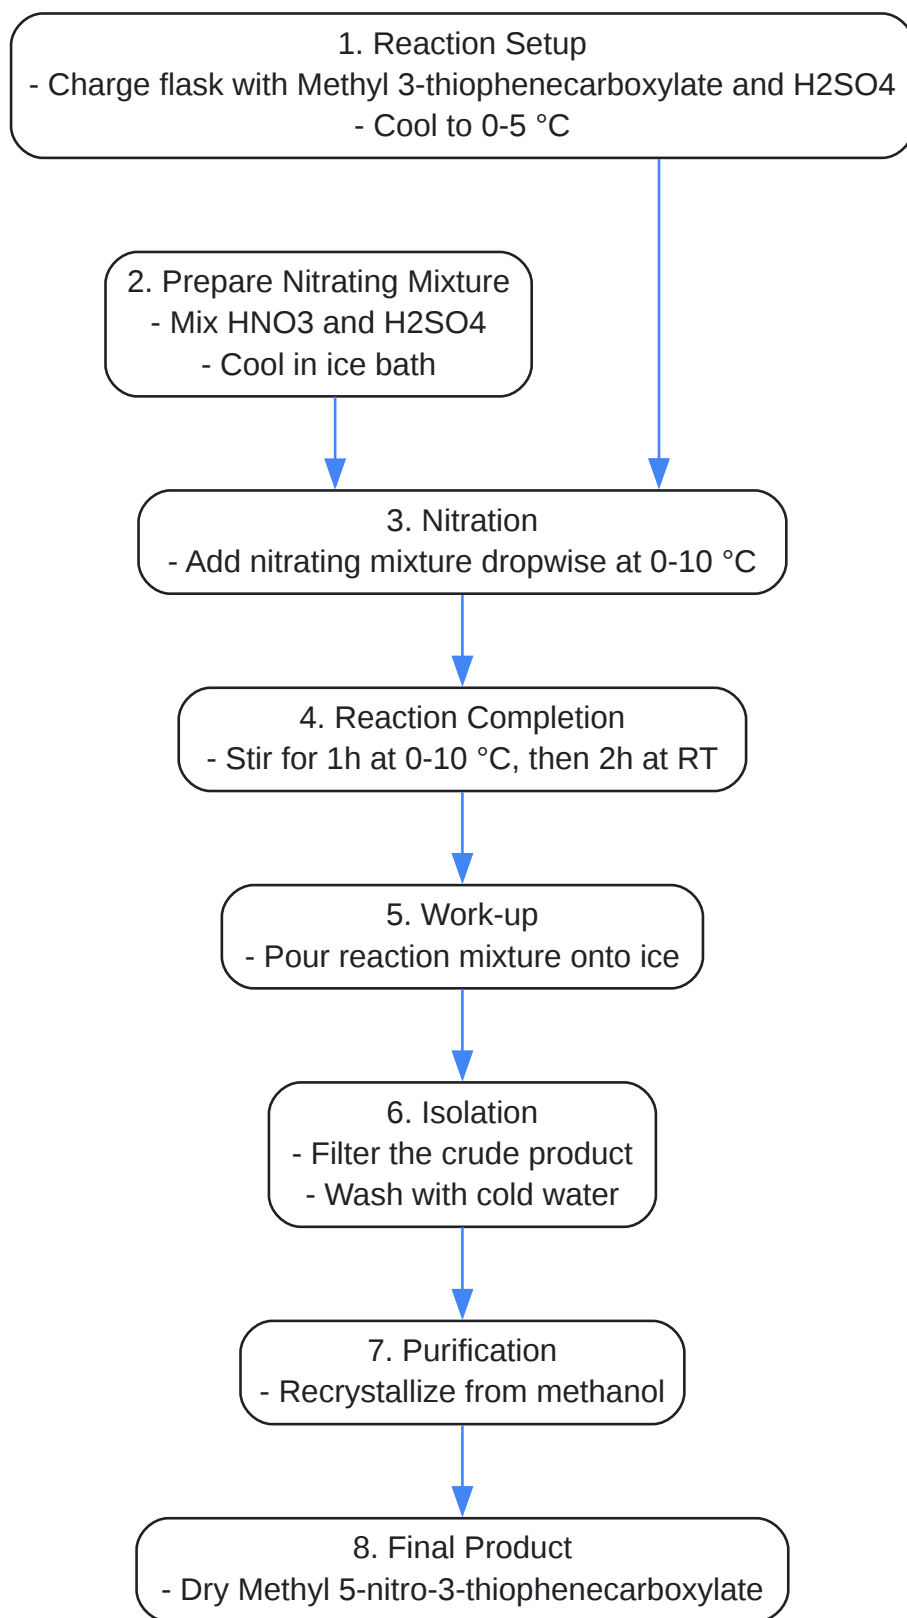 1. Reaction Setup
- Charge flask with Methyl 3-thiophenecarboxylate and H2SO4
- Cool to 0-5 °C
2. Prepare Nitrating Mixture
- Mix HNO3 and H2SO4
- Cool in ice bath
3. Nitration
- Add nitrating mixture dropwise at 0-10 °C
4. Reaction Completion
- Stir for 1h at 0-10 °C, then 2h at RT
5. Work-up
- Pour reaction mixture onto ice
6. Isolation
- Filter the crude product
- Wash with cold water
7. Purification
- Recrystallize from methanol
8. Final Product
- Dry Methyl 5-nitro-3-thiophenecarboxylate